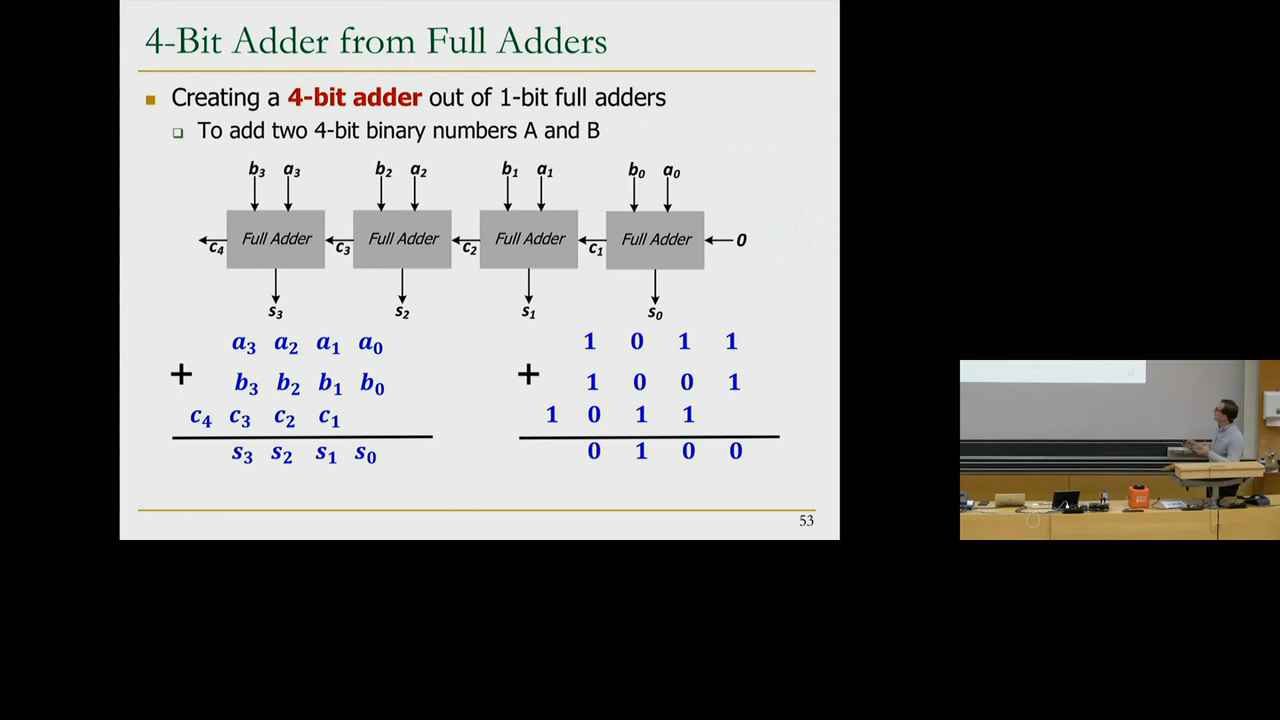 4-Bit Adder from Full Adders
Creating a 4-bit adder out of 1-bit full adders
To add two 4-bit binary numbers A and B
b3 a3 b2 a2 b1 a1 b0 a0
c4 Full Adder c3 Full Adder c2 Full Adder c1 Full Adder 0
s3 s2 s1 s0
a3 a2 a1 a0
+ b3 b2 b1 b0
c4 c3 c2 c1
s3 s2 s1 s0
1 0 1 1
+ 1 0 0 1
1 0 1 1
0 1 0 0
53